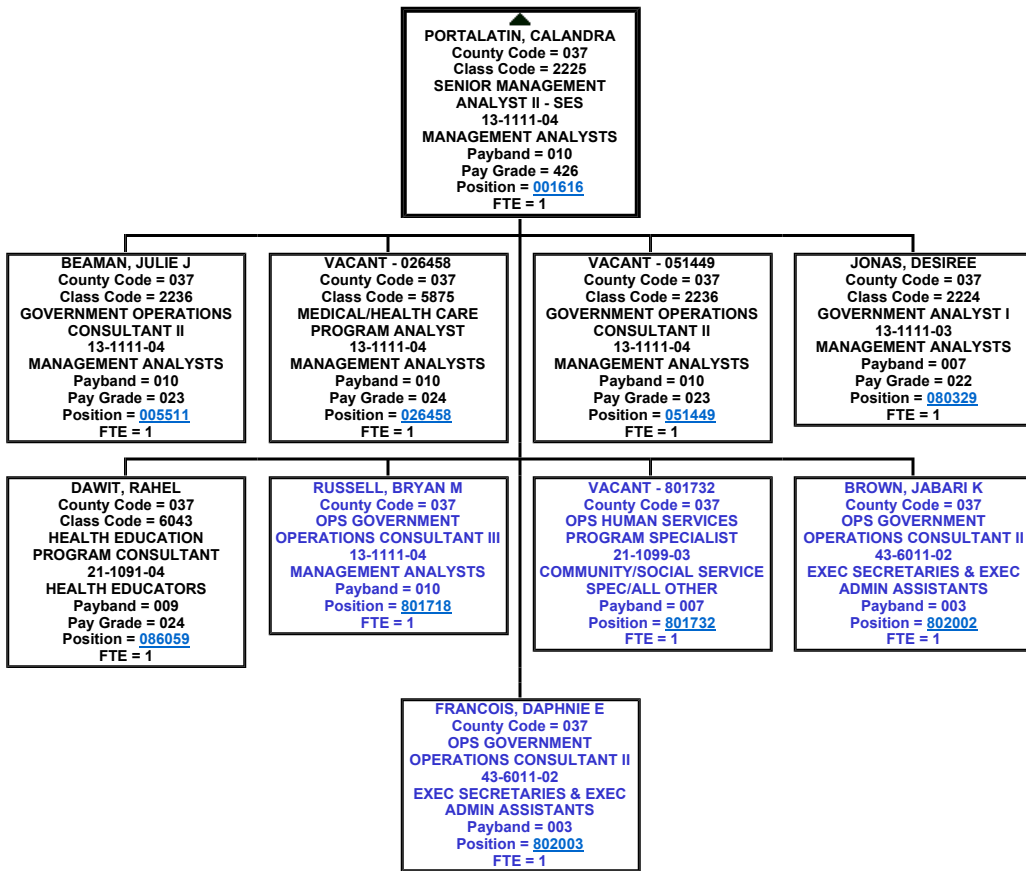 PORTALATIN, CALANDRA
County Code = 037
Class Code = 2225
SENIOR MANAGEMENT
ANALYST II - SES
13-1111-04
MANAGEMENT ANALYSTS
Payband = 010
Pay Grade = 426
Position = 001616
FTE = 1
BEAMAN, JULIE J
County Code = 037
Class Code = 2236
GOVERNMENT OPERATIONS
CONSULTANT II
13-1111-04
MANAGEMENT ANALYSTS
Payband = 010
Pay Grade = 023
Position = 005511
FTE = 1
VACANT - 026458
County Code = 037
Class Code = 5875
MEDICAL/HEALTH CARE
PROGRAM ANALYST
13-1111-04
MANAGEMENT ANALYSTS
Payband = 010
Pay Grade = 024
Position = 026458
FTE = 1
VACANT - 051449
County Code = 037
Class Code = 2236
GOVERNMENT OPERATIONS
CONSULTANT II
13-1111-04
MANAGEMENT ANALYSTS
Payband = 010
Pay Grade = 023
Position = 051449
FTE = 1
JONAS, DESIREE
County Code = 037
Class Code = 2224
GOVERNMENT ANALYST I
13-1111-03
MANAGEMENT ANALYSTS
Payband = 007
Pay Grade = 022
Position = 080329
FTE = 1
DAWIT, RAHEL
County Code = 037
Class Code = 6043
HEALTH EDUCATION
PROGRAM CONSULTANT
21-1091-04
HEALTH EDUCATORS
Payband = 009
Pay Grade = 024
Position = 086059
FTE = 1
RUSSELL, BRYAN M
County Code = 037
OPS GOVERNMENT
OPERATIONS CONSULTANT III
13-1111-04
MANAGEMENT ANALYSTS
Payband = 010
Position = 801718
FTE = 1
VACANT - 801732
County Code = 037
OPS HUMAN SERVICES
PROGRAM SPECIALIST
21-1099-03
COMMUNITY/SOCIAL SERVICE
SPEC/ALL OTHER
Payband = 007
Position = 801732
FTE = 1
BROWN, JABARI K
County Code = 037
OPS GOVERNMENT
OPERATIONS CONSULTANT II
43-6011-02
EXEC SECRETARIES & EXEC
ADMIN ASSISTANTS
Payband = 003
Position = 802002
FTE = 1
FRANCOIS, DAPHNIE E
County Code = 037
OPS GOVERNMENT
OPERATIONS CONSULTANT II
43-6011-02
EXEC SECRETARIES & EXEC
ADMIN ASSISTANTS
Payband = 003
Position = 802003
FTE = 1